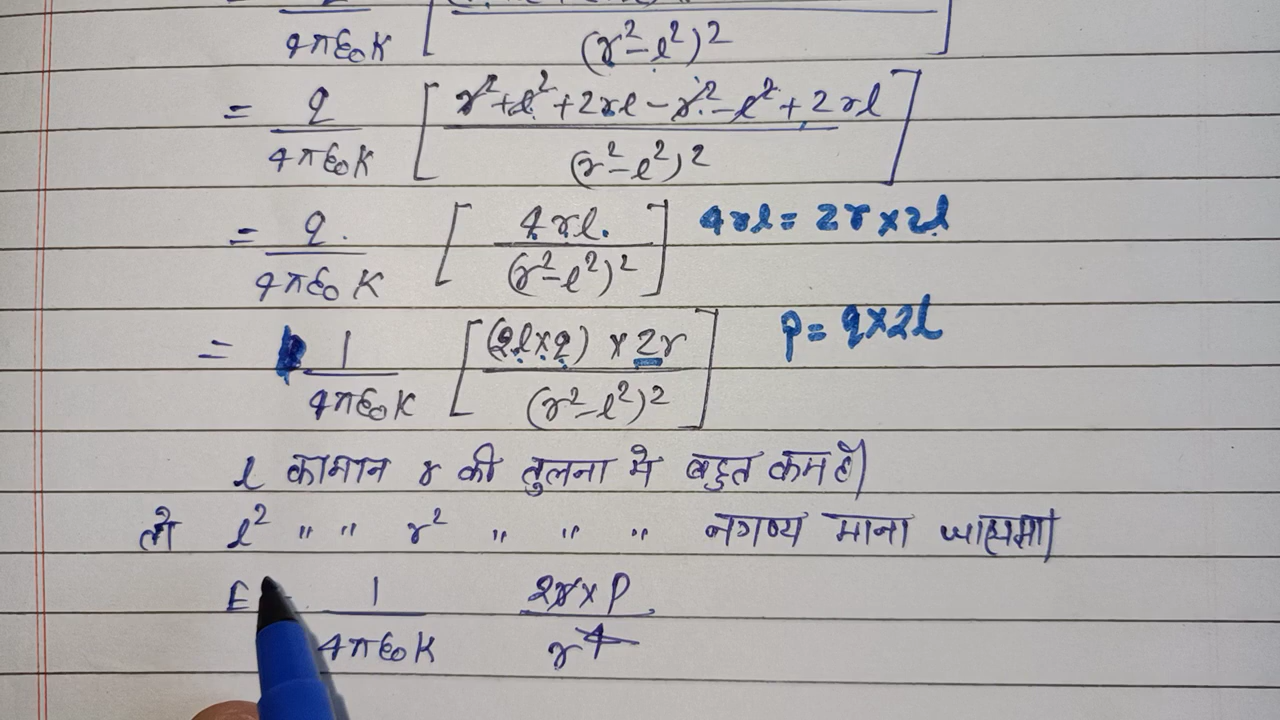 4πε₀K (r²-l²)²
= q/4πε₀K [ r²+l²+2rl-r²-l²+2rl / (r²-l²)² ]
= q/4πε₀K [ 4rl / (r²-l²)² ] 4rl = 2r×2l
= 1/4πε₀K [ (2l×q) × 2r / (r²-l²)² ] p = q×2l
l का मान r की तुलना मे बहुत कम हो।
तो l² " " r² " " " नगण्य माना जाएगा।
E 1/4πε₀K 2r×P / r⁴